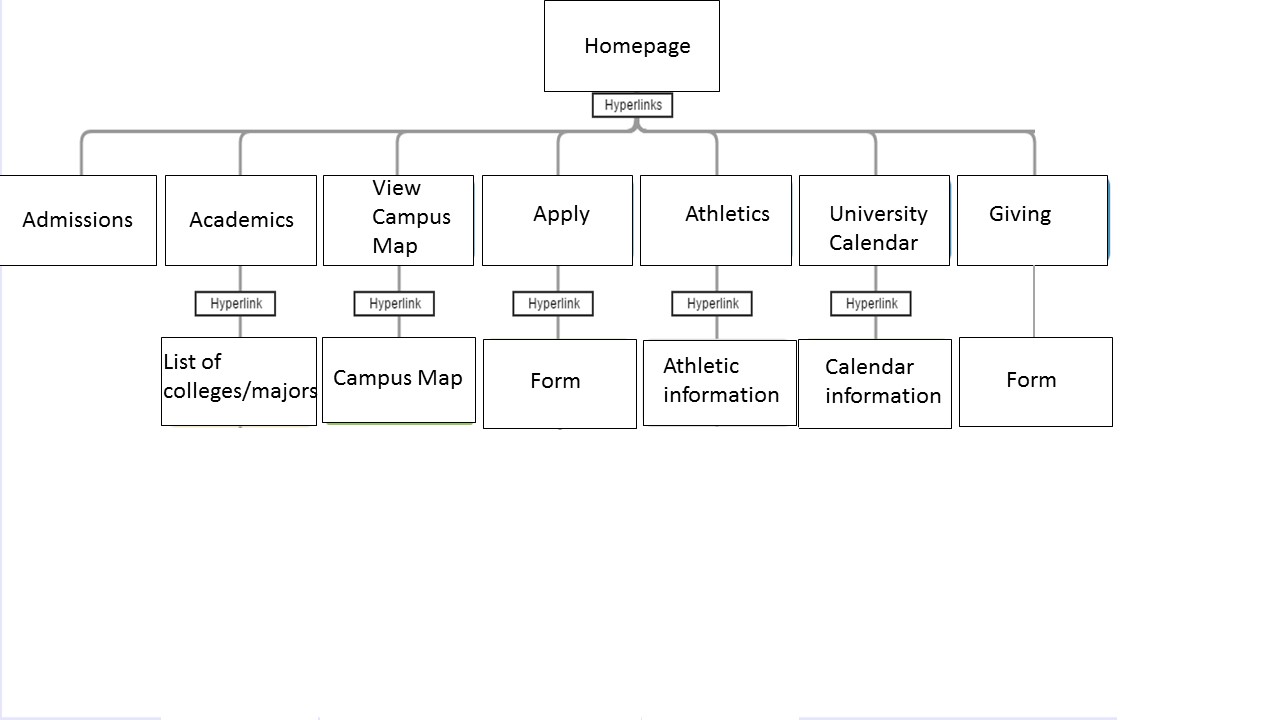 Homepage
Hyperlinks
Admissions
Academics
View
Campus
Map
Apply
Athletics
University
Calendar
Giving
Hyperlink
Hyperlink
Hyperlink
Hyperlink
Hyperlink
List of
colleges/majors
Campus Map
Form
Athletic
information
Calendar
information
Form